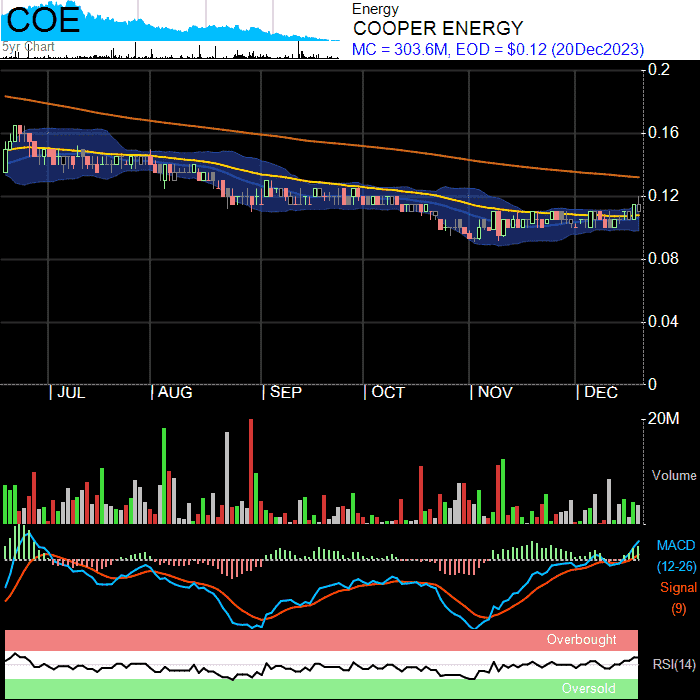 COE
5yr Chart
Energy
COOPER ENERGY
MC = 303.6M, EOD = $0.12 (20Dec2023)
0.2
0.16
0.12
0.08
0.04
0
JUL
AUG
SEP
OCT
NOV
DEC
20M
Volume
MACD
(12-26)
Signal
(9)
Overbought
RSI(14)
Oversold